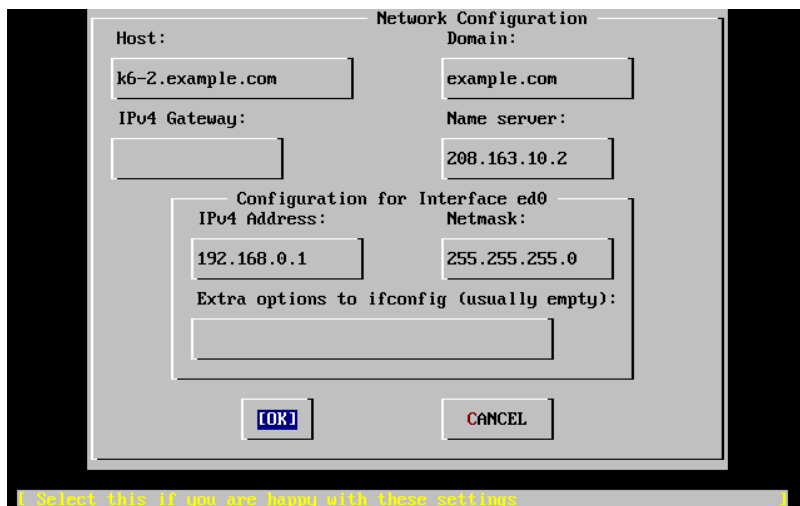 Network Configuration
Host: Domain:
k6-2.example.com example.com
IPv4 Gateway: Name server:
208.163.10.2
Configuration for Interface ed0
IPv4 Address: Netmask:
192.168.0.1 255.255.255.0
Extra options to ifconfig (usually empty):
[OK] CANCEL
[ Select this if you are happy with these settings ]